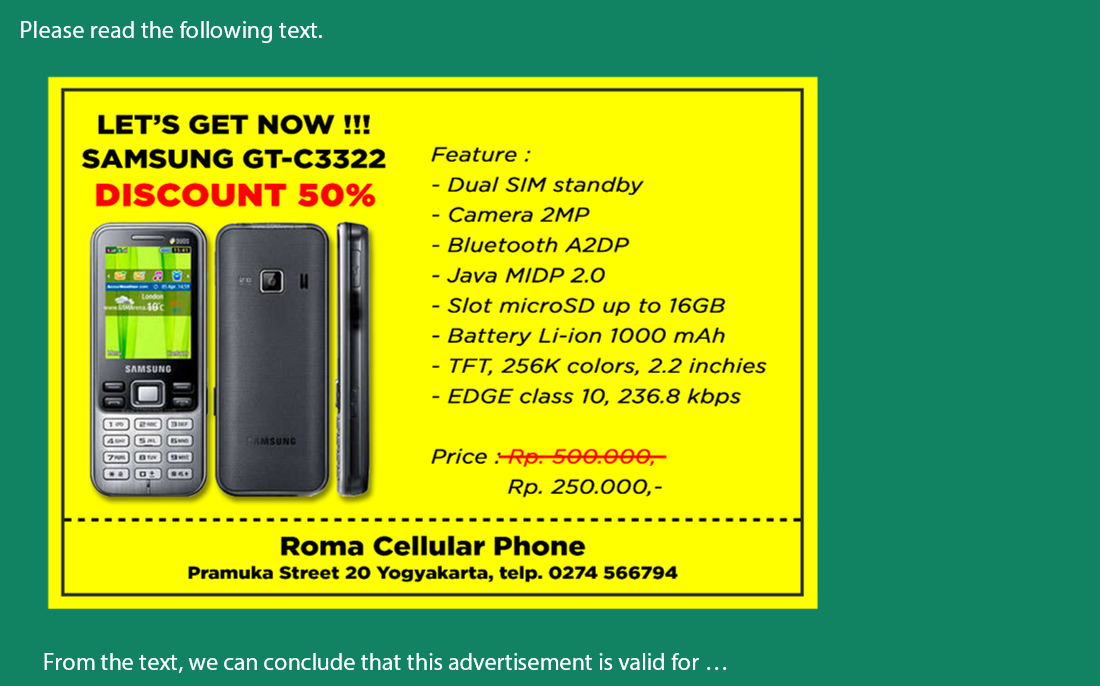 Please read the following text.
LET’S GET NOW !!!
SAMSUNG GT-C3322
DISCOUNT 50%
DUOS
London
SAMSUNG
SAMSUNG
Feature :
- Dual SIM standby
- Camera 2MP
- Bluetooth A2DP
- Java MIDP 2.0
- Slot microSD up to 16GB
- Battery Li-ion 1000 mAh
- TFT, 256K colors, 2.2 inchies
- EDGE class 10, 236.8 kbps
Price : Rp. 500.000,-
Rp. 250.000,-
Roma Cellular Phone
Pramuka Street 20 Yogyakarta, telp. 0274 566794
From the text, we can conclude that this advertisement is valid for …